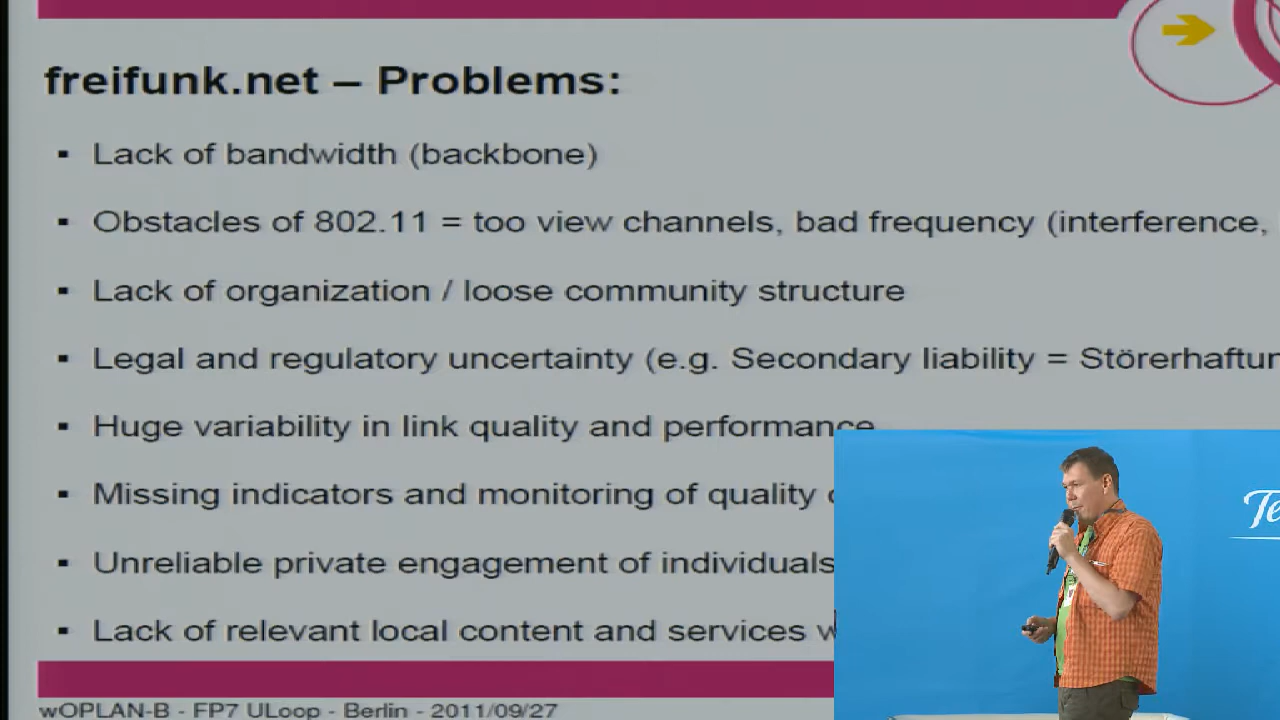 freifunk.net – Problems:
▪ Lack of bandwidth (backbone)
▪ Obstacles of 802.11 = too view channels, bad frequency (interference,
▪ Lack of organization / loose community structure
▪ Legal and regulatory uncertainty (e.g. Secondary liability = Störerhaftun
▪ Huge variability in link quality and performance
▪ Missing indicators and monitoring of quality
▪ Unreliable private engagement of individuals
▪ Lack of relevant local content and services
wOPLAN-B - FP7 ULoop - Berlin - 2011/09/27
Te